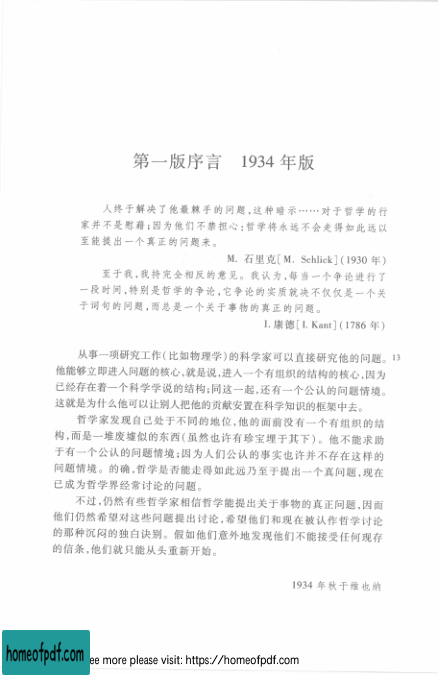 第一版序言　1934 年版
人终于解决了他最棘手的问题,这种暗示……对于哲学的行
家并不是慰藉;因为他们不禁担心:哲学将永远不会走得如此远以
至能提出一个真正的问题来。
M. 石里克[M. Schlick](1930 年)
至于我,我持完全相反的意见。我认为,每当一个争论进行了
一段时间,特别是哲学的争论,它争论的实质就决不仅仅是一个关
于词句的问题,而总是一个关于事物的真正的问题。
I. 康德[I. Kant](1786 年)
从事一项研究工作(比如物理学)的科学家可以直接研究他的问题。 13
他能够立即进入问题的核心,就是说,进入一个有组织的结构的核心,因为
已经存在着一个科学学说的结构;同这一起,还有一个公认的问题情境。
这就是为什么他可以让别人把他的贡献安置在科学知识的框架中去。
哲学家发现自己处于不同的地位,他的面前没有一个有组织的结
构,而是一堆废墟似的东西(虽然也许有珍宝埋于其下)。他不能求助
于有一个公认的问题情境;因为人们公认的事实也许并不存在这样的
问题情境。的确,哲学是否能走得如此远乃至于提出一个真问题,现在
已成为哲学界经常讨论的问题。
不过,仍然有些哲学家相信哲学能提出关于事物的真正问题,因而
他们仍然希望对这些问题提出讨论,希望他们和现在被认作哲学讨论
的那种沉闷的独白诀别。假如他们意外地发现他们不能接受任何现存
的信条,他们就只能从头重新开始。
1934 年秋于维也纳
homeofpdf.com
ee more please visit: https://homeofpdf.com